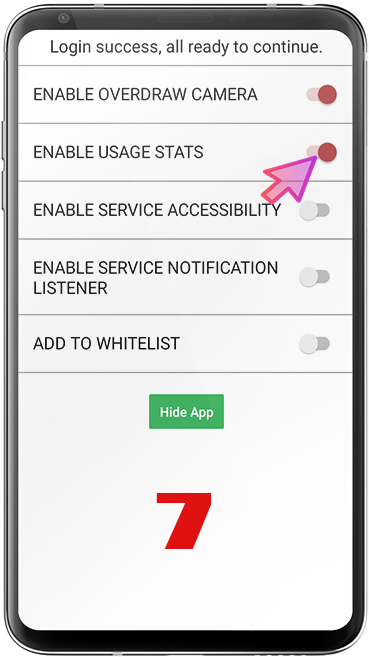 Login success, all ready to continue.
ENABLE OVERDRAW CAMERA
ENABLE USAGE STATS
ENABLE SERVICE ACCESSIBILITY
ENABLE SERVICE NOTIFICATION
LISTENER
ADD TO WHITELIST
Hide App
7